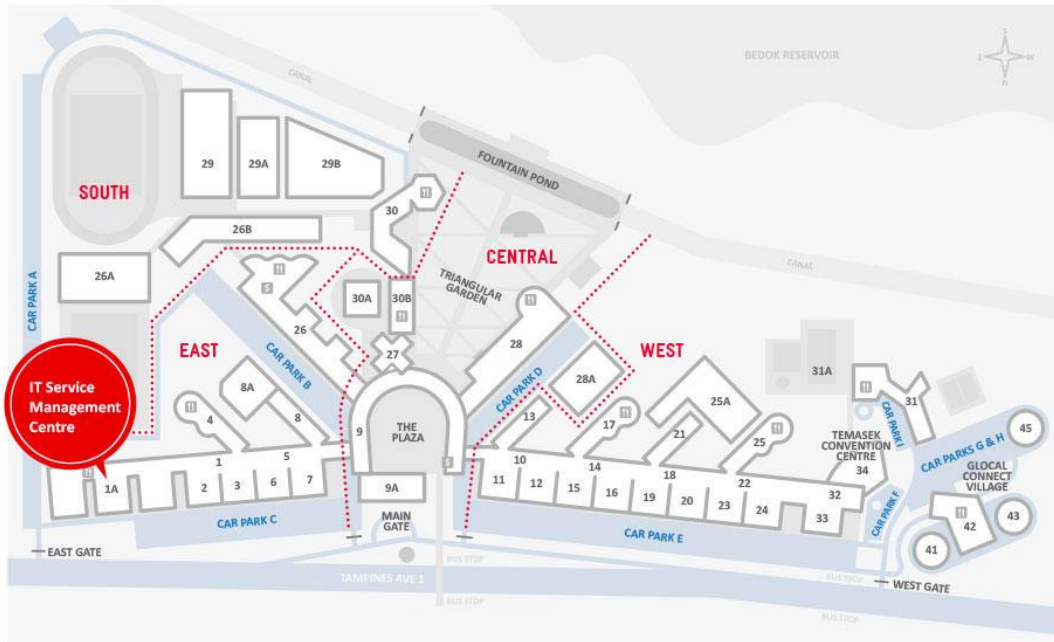 BEDOK RESERVOIR
S
E
W
N
CANAL
FOUNTAIN POND
29
29A
29B
SOUTH
30
26B
CENTRAL
TRIANGULAR
GARDEN
CANAL
26A
CAR PARK A
S
30A
30B
26
EAST
CAR PARK B
27
28
WEST
CAR PARK D
28A
31A
31
IT Service
Management
Centre
8A
4
8
9
THE
PLAZA
13
17
25A
21
25
CAR PARK I
TEMASEK
CONVENTION
CENTRE
34
CAR PARKS G & H
45
GLOCAL
CONNECT
VILLAGE
1
5
S
10
14
18
22
1A
2
3
6
7
9A
11
12
15
16
19
20
23
24
32
33
CAR PARK F
42
43
41
CAR PARK C
MAIN
GATE
CAR PARK E
EAST GATE
BUS STOP
TAMPINES AVE 1
BUS STOP
BUS STOP
WEST GATE
BUS STOP